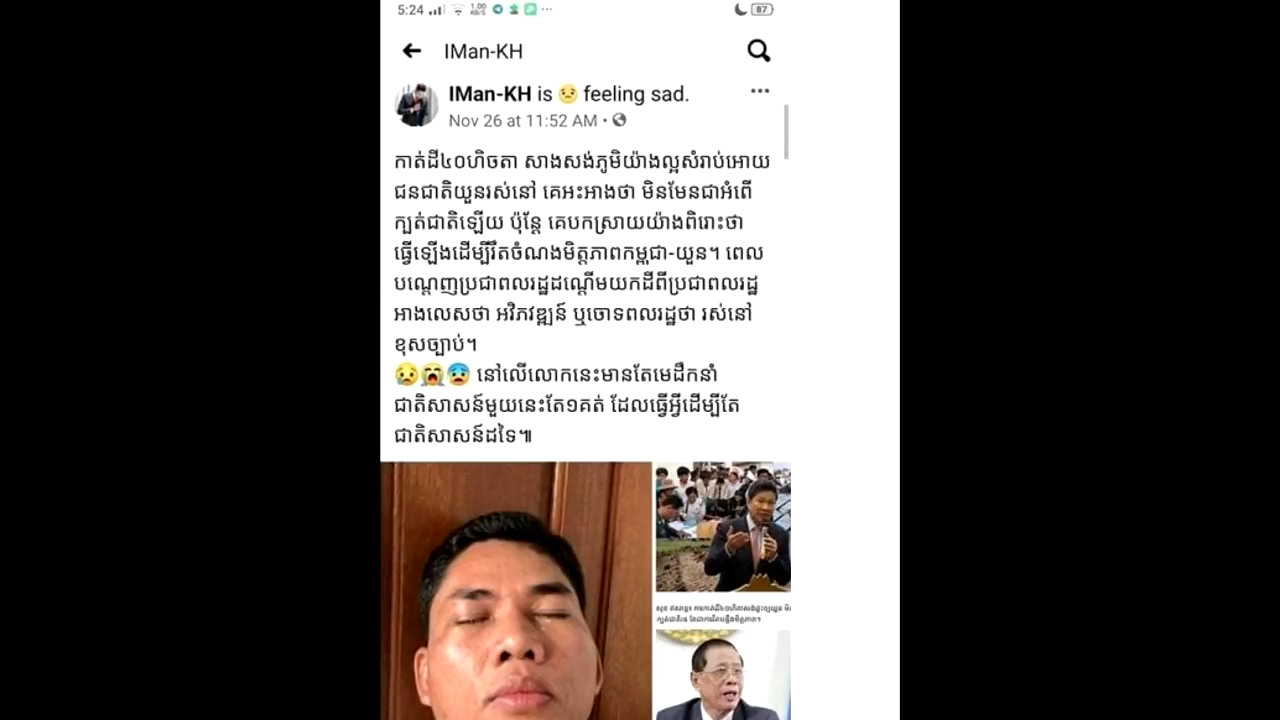 5:24
1.00 KB/S
87
IMan-KH
IMan-KH is 😒 feeling sad.
Nov 26 at 11:52 AM •
កាត់ដី៤០ហិចតា សាងសង់ភូមិយ៉ាងល្អសំរាប់អោយ
ជនជាតិយួនរស់នៅ គេអះអាងថា មិនមែនជាអំពើ
ក្បត់ជាតិឡើយ ប៉ុន្តែ គេបកស្រាយយ៉ាងពិរោះថា
ធ្វើឡើងដើម្បីរឹតចំណងមិត្តភាពកម្ពុជា-យួន។ ពេល
បណ្តេញប្រជាពលរដ្ឋដណ្តើមយកដីពីប្រជាពលរដ្ឋ
អាងលេសថា អវិភវឌ្ឍន៍ ឬចោទពលរដ្ឋថា រស់នៅ
ខុសច្បាប់។
😢😭😰 នៅលើលោកនេះមានតែមេដឹកនាំ
ជាតិសាសន៍មួយនេះតែ១គត់ ដែលធ្វើអ្វីដើម្បីតែ
ជាតិសាសន៍ដទៃ៕